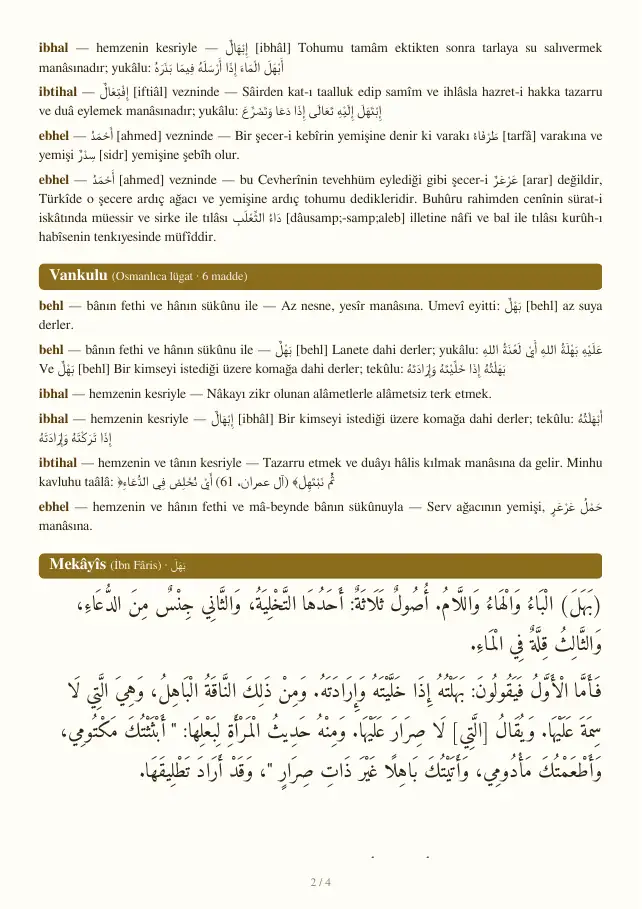 ibhal — hemzenin kesriyle — إِبْهَالٌ [ibhâl] Tohumu tamâm ektikten sonra tarlaya su salıvermek
manâsınadır; yukâlu: أَبْهَلَ الْمَاءَ إِذَا أَرْسَلَهُ فِيمَا بَذَرَهُ
ibtihal — إِفْتِعَالٌ [iftiâl] vezninde — Sâirden kat-ı taalluk edip samîm ve ihlâsla hazret-i hakka tazarru
ve duâ eylemek manâsınadır; yukâlu: إِبْتَهَلَ إِلَيْهِ تَعَالَى إِذَا دَعَا وَتَضَرَّعَ
ebhel — أَحْمَدُ [ahmed] vezninde — Bir şecer-i kebîrin yemişine denir ki varakı طَرْفَاءُ [tarfâ] varakına ve
yemişi سِدْرٌ [sidr] yemişine şebîh olur.
ebhel — أَحْمَدُ [ahmed] vezninde — bu Cevherînin tevehhüm eylediği gibi şecer-i عَرْعَرٌ [arar] değildir,
Türkîde o şecere ardıç ağacı ve yemişine ardıç tohumu dedikleridir. Buhûru rahimden cenînin sürat-i
iskâtında müessir ve sirke ile tılâsı دَاءُ الثَّعْلَبِ [dâusamp;-samp;aleb] illetine nâfi ve bal ile tılâsı kurûh-ı
habîsenin tenkıyesinde müfîddir.
Vankulu (Osmanlıca lügat · 6 madde)
behl — bânın fethi ve hânın sükûnu ile — Az nesne, yesîr manâsına. Umevî eyitti: بَهْلٌ [behl] az suya
derler.
behl — bânın fethi ve hânın sükûnu ile — بَهْلٌ [behl] Lanete dahi derler; yukâlu: عَلَيْهِ بَهْلَةُ اللهِ أَيْ لَعْنَةُ اللهِ
Ve بَهْلٌ [behl] Bir kimseyi istediği üzere komağa dahi derler; tekûlu: بَهَلْتُهُ إِذَا خَلَّيْتَهُ وَإِرَادَتَهُ
ibhal — hemzenin kesriyle — Nâkayı zikr olunan alâmetlerle alâmetsiz terk etmek.
ibhal — hemzenin kesriyle — إِبْهَالٌ [ibhâl] Bir kimseyi istediği üzere komağa dahi derler; tekûlu: أَبْهَلْتُهُ
إِذَا تَرَكْتَهُ وَإِرَادَتَهُ
ibtihal — hemzenin ve tânın kesriyle — Tazarru etmek ve duâyı hâlis kılmak manâsına da gelir. Minhu
kavluhu taâlâ: ﴿ثُمَّ نَبْتَهِلْ﴾ (آل عمران، 61) أَيْ نُخْلِصْ فِي الدُّعَاءِ
ebhel — hemzenin ve hânın fethi ve mâ-beynde bânın sükûnuyla — Serv ağacının yemişi, حَمْلُ عَرْعَرٍ
manâsına.
Mekâyîs (İbn Fâris) · بَهَلَ
(بَهَلَ) الْبَاءُ وَالْهَاءُ وَاللَّامُ. أُصُولٌ ثَلَاثَةٌ: أَحَدُهَا التَّخْلِيَةُ، وَالثَّانِي جِنْسٌ مِنَ الدُّعَاءِ،
وَالثَّالِثُ قِلَّةٌ فِي الْمَاءِ.
فَأَمَّا الْأَوَّلُ فَيَقُولُونَ: بَهَلْتُهُ إِذَا خَلَّيْتَهُ وَإِرَادَتَهُ. وَمِنْ ذَلِكَ النَّاقَةُ الْبَاهِلُ، وَهِيَ الَّتِي لَا
سِمَةَ عَلَيْهَا. وَيُقَالُ [الَّتِي] لَا صِرَارَ عَلَيْهَا. وَمِنْهُ حَدِيثُ الْمَرْأَةِ لِبَعْلِهَا: " أَبْثَثْتُكَ مَكْتُومِي،
وَأَطْعَمْتُكَ مَأْدُومِي، وَأَتَيْتُكَ بَاهِلًا غَيْرَ ذَاتِ صِرَارٍ "، وَقَدْ أَرَادَ تَطْلِيقَهَا.
2 / 4